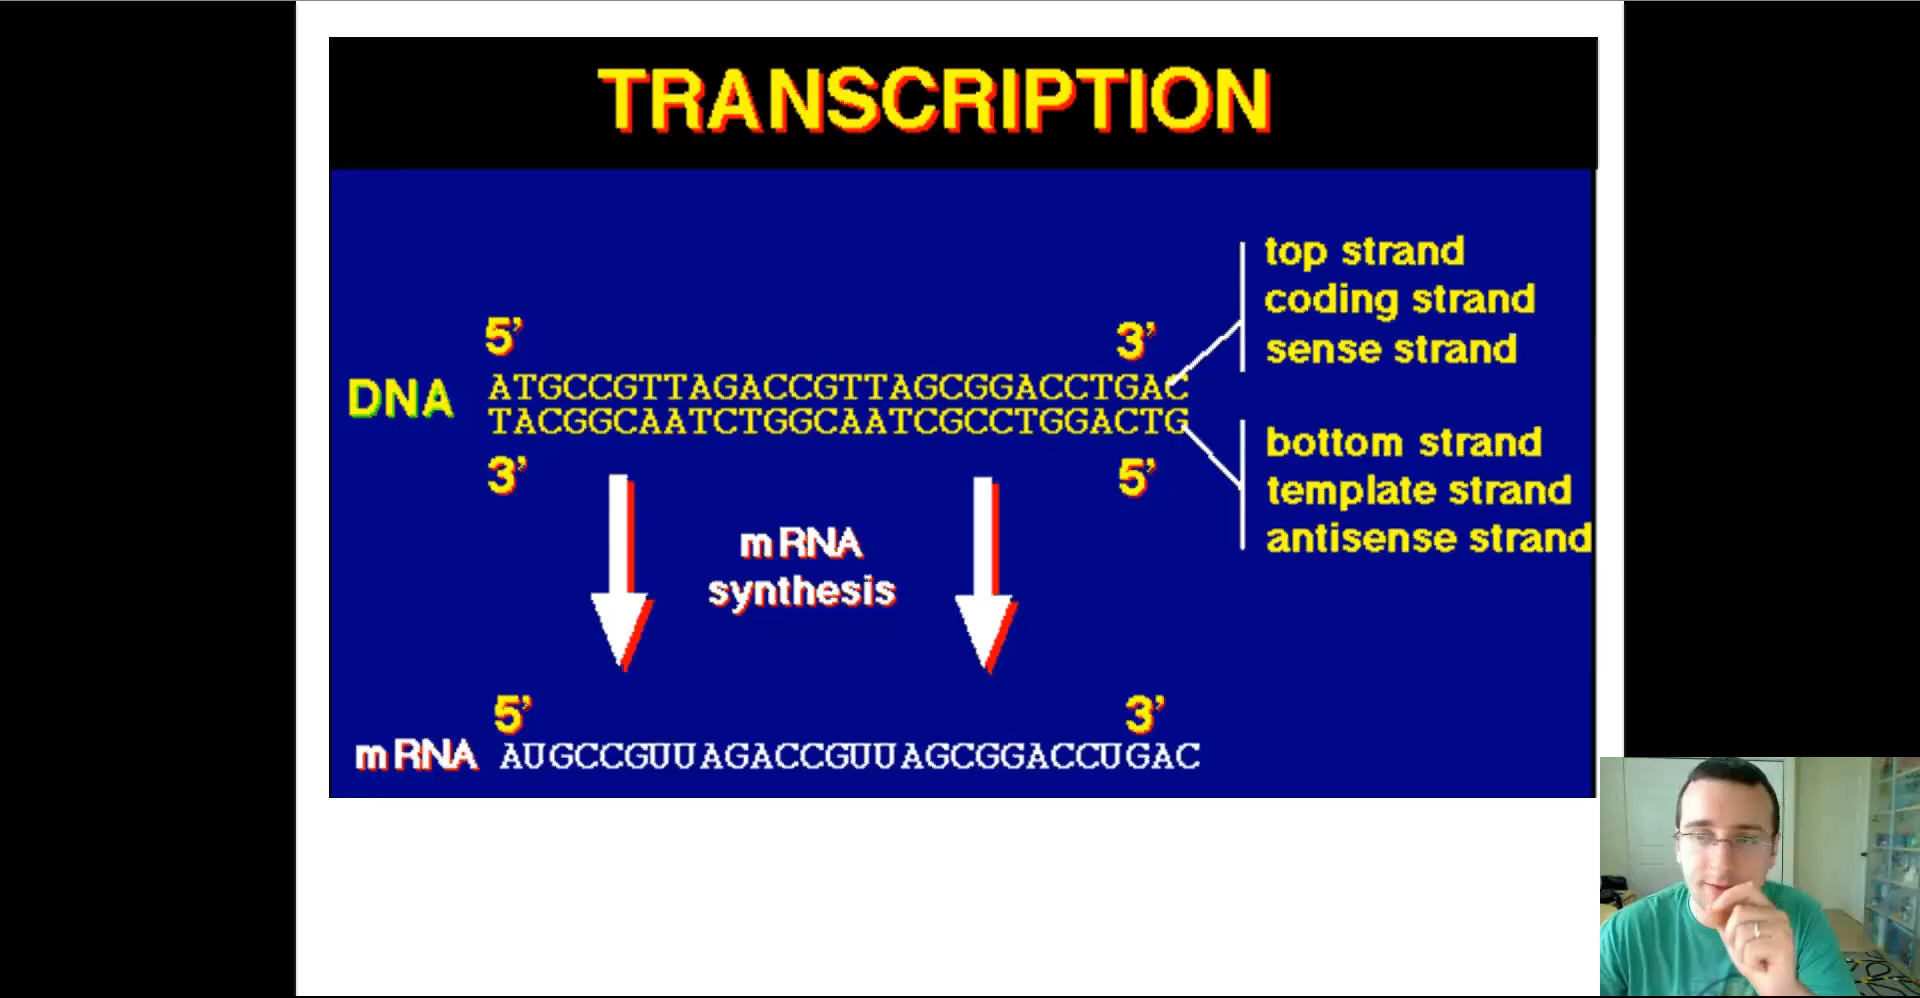 TRANSCRIPTION
top strand
coding strand
sense strand
5’ 3’
DNA ATGCCGTTAGACCGTTAGCGGACCTGAC
TACGGCAATCTGGCAATCGCCTGGACTG
3’ 5’
bottom strand
template strand
antisense strand
mRNA
synthesis
5’ 3’
mRNA AUGCCGUUAGACCGUUAGCGGACCUGAC